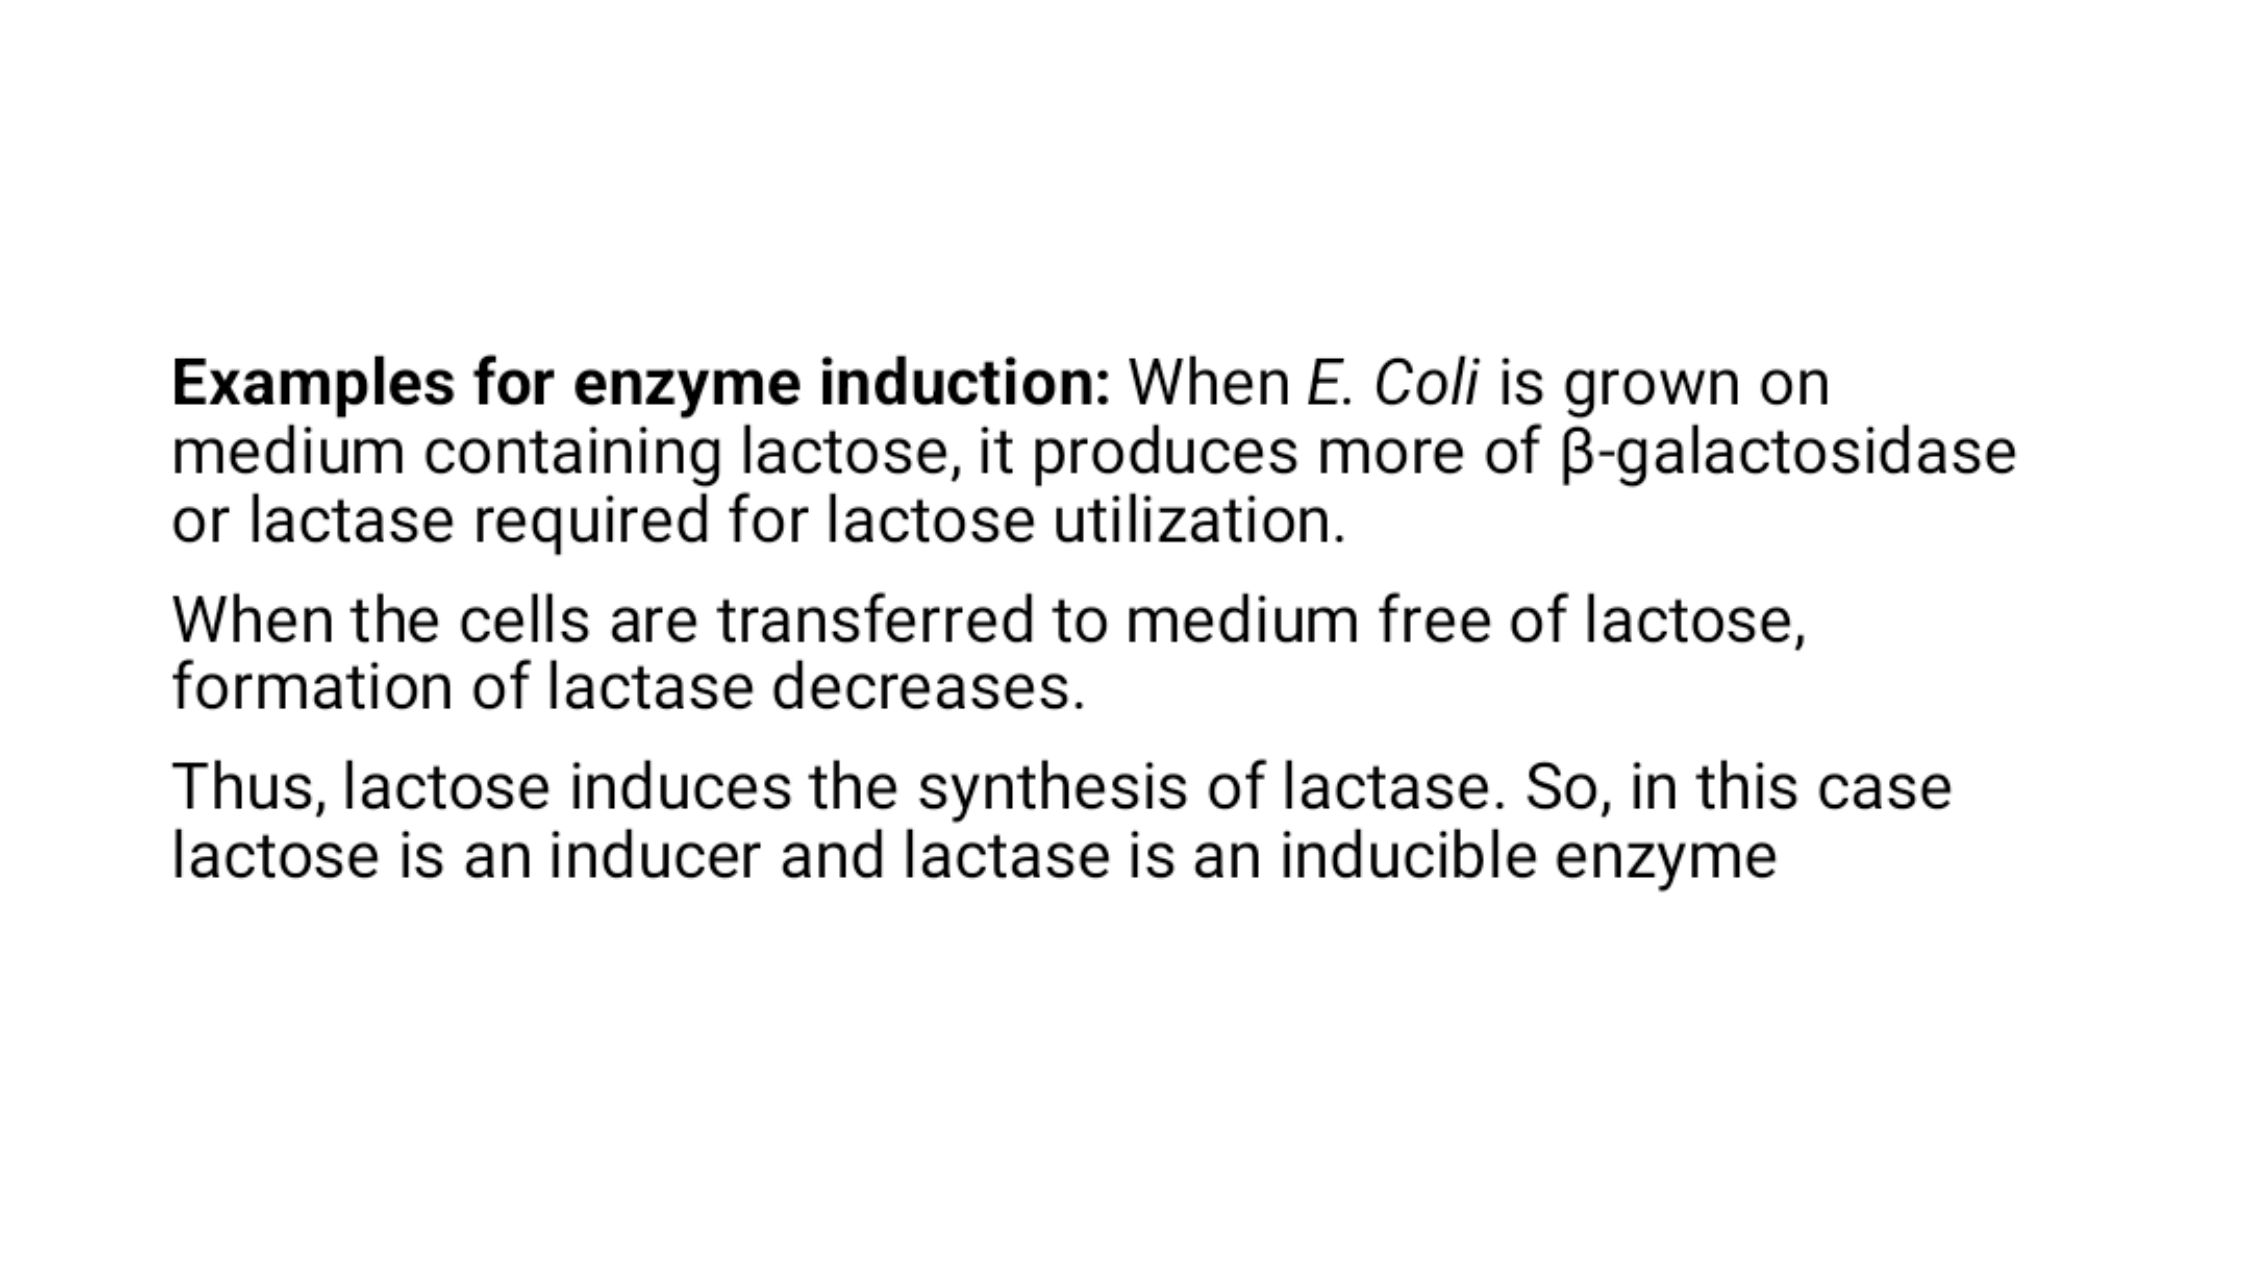 Examples for enzyme induction: When E. Coli is grown on
medium containing lactose, it produces more of β-galactosidase
or lactase required for lactose utilization.
When the cells are transferred to medium free of lactose,
formation of lactase decreases.
Thus, lactose induces the synthesis of lactase. So, in this case
lactose is an inducer and lactase is an inducible enzyme